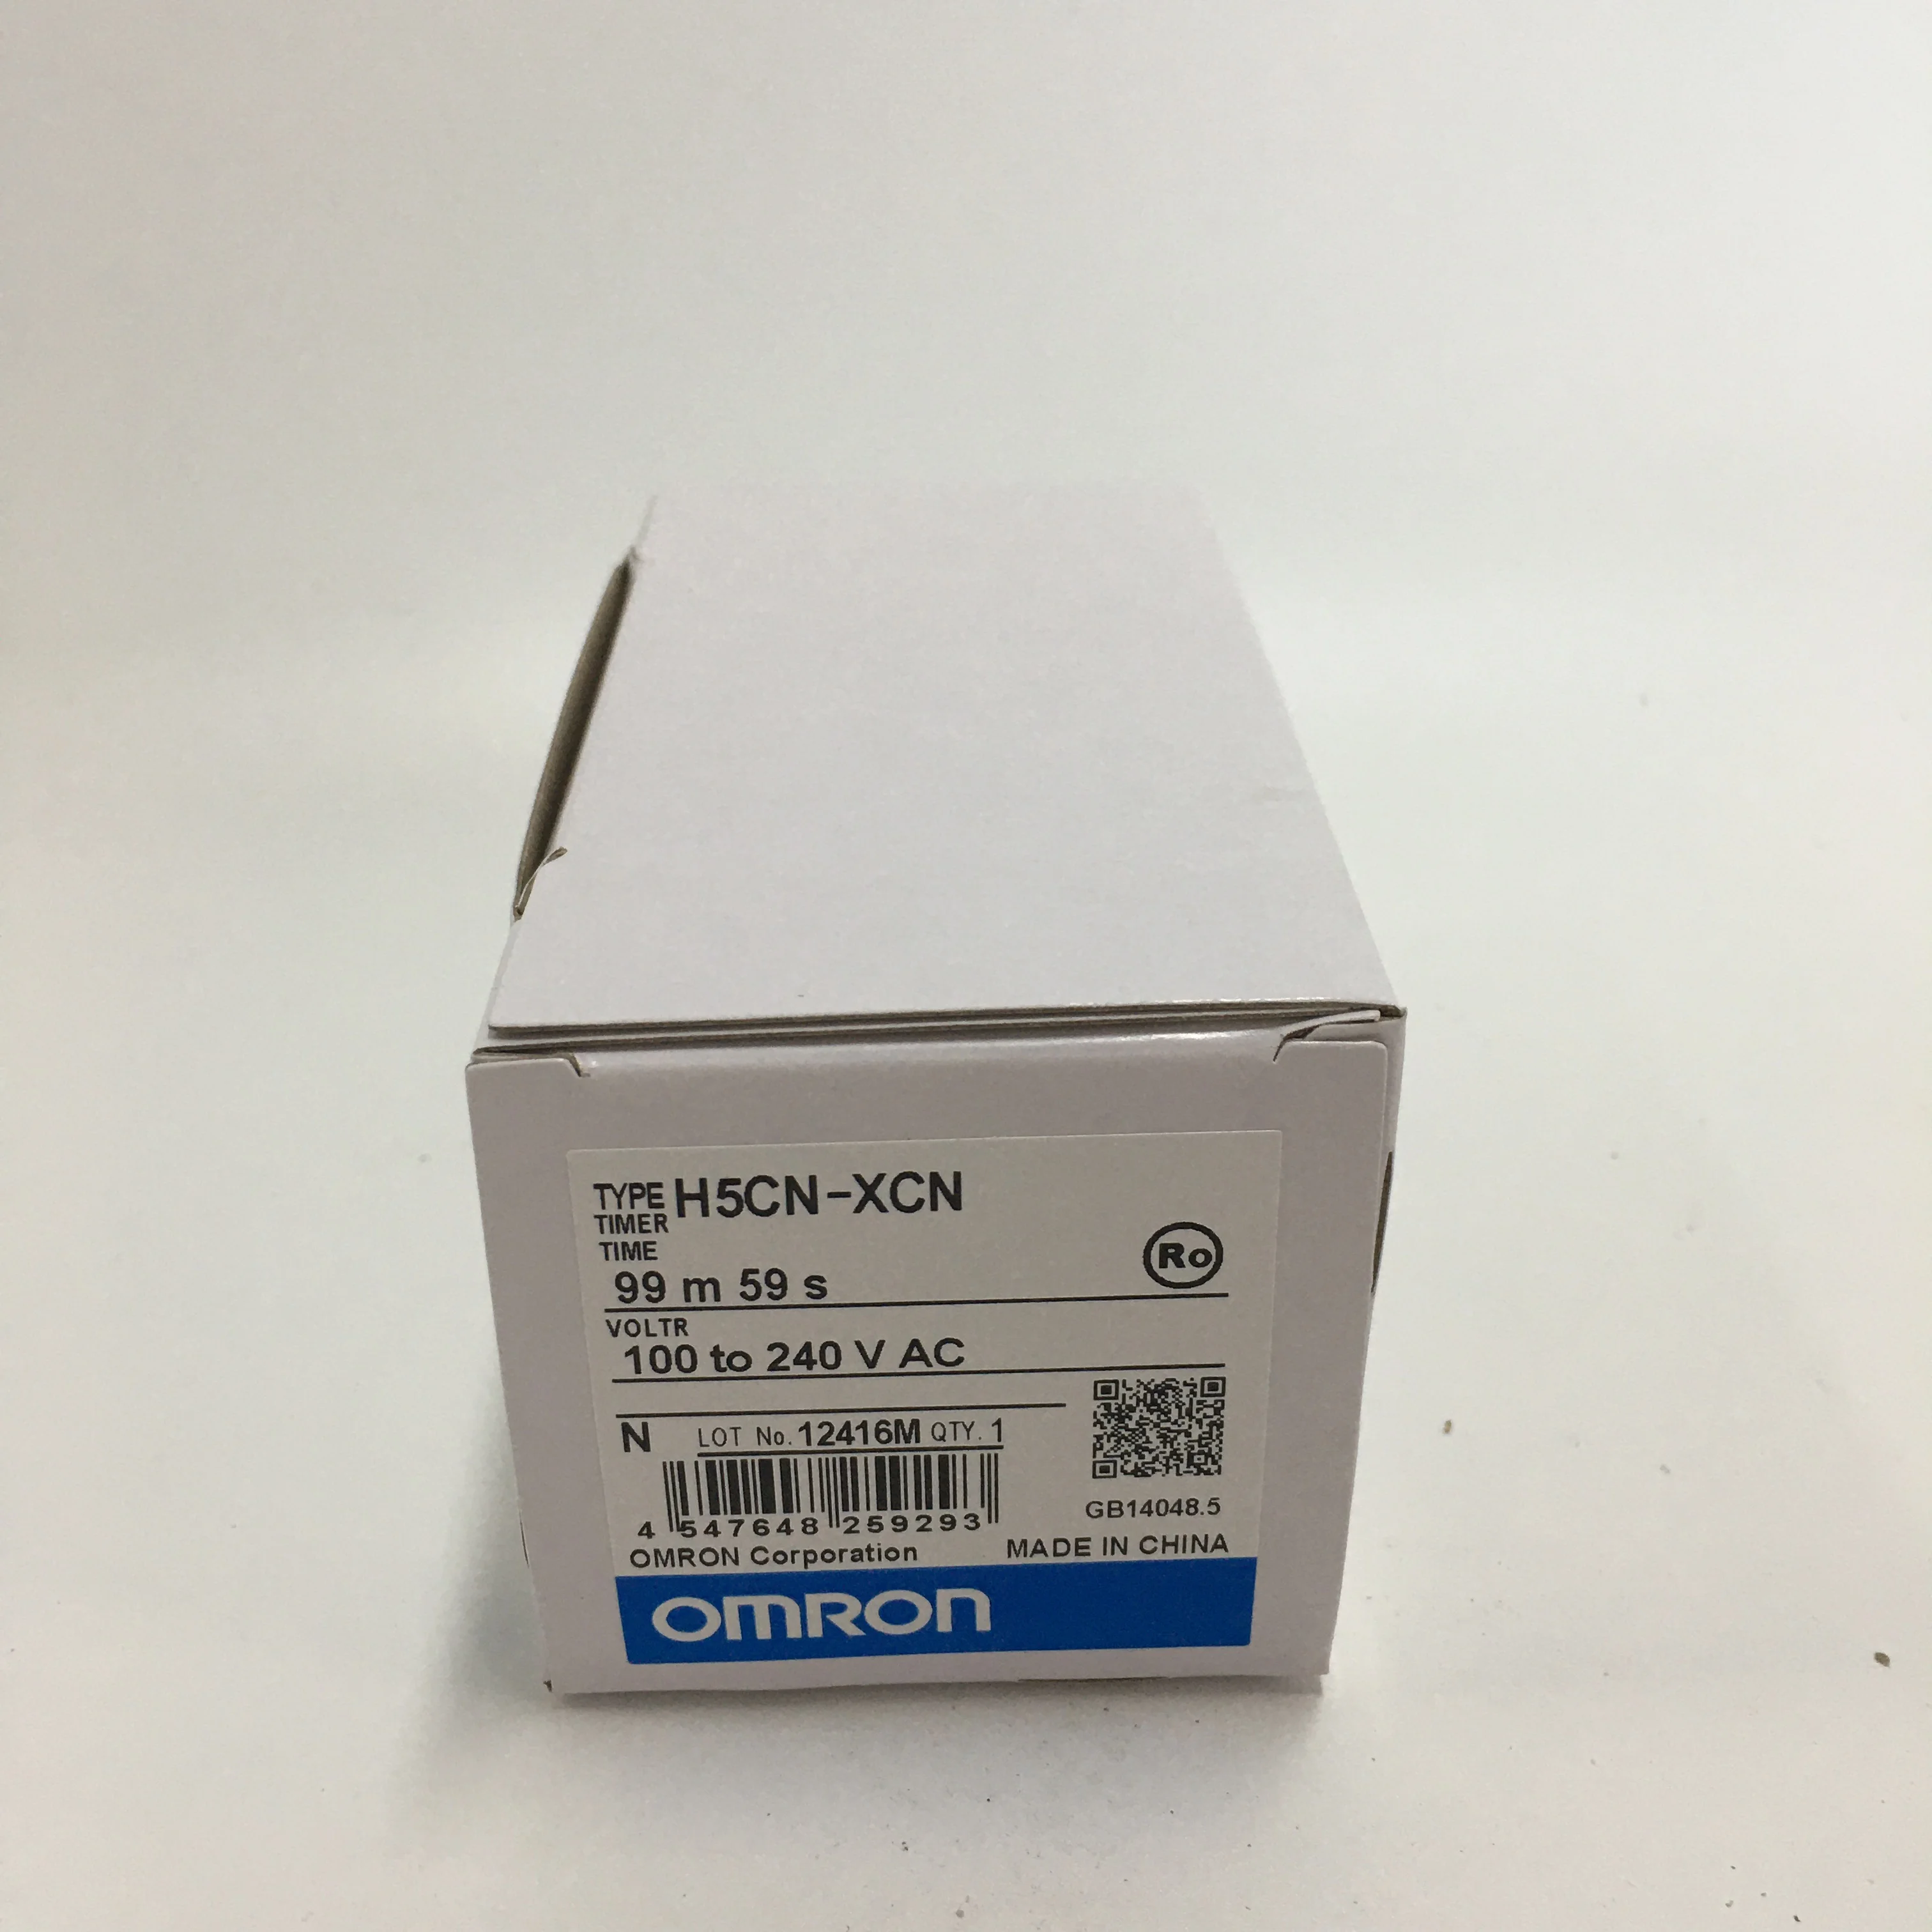 TYPE H5CN-XCN
TIMER
TIME
Ro
99 m 59 s
VOLTR
100 to 240 V AC
N LOT No. 12416M QTY. 1
4 547648 259293
GB14048.5
OMRON Corporation MADE IN CHINA
OMRON